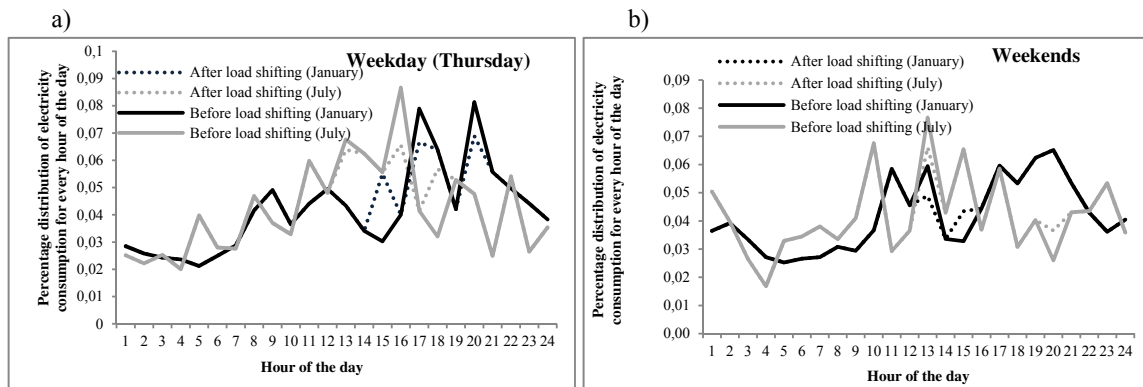 a)
Weekday (Thursday)
Percentage distribution of electricity
consumption for every hour of the day
0,1
0,09
0,08
0,07
0,06
0,05
0,04
0,03
0,02
0,01
0
After load shifting (January)
After load shifting (July)
Before load shifting (January)
Before load shifting (July)
1 2 3 4 5 6 7 8 9 10 11 12 13 14 15 16 17 18 19 20 21 22 23 24
Hour of the day
b)
Weekends
Percentage distribution of electricity
consumption for every hour of the day
0,09
0,08
0,07
0,06
0,05
0,04
0,03
0,02
0,01
0,00
After load shifting (January)
After load shifting (July)
Before load shifting (January)
Before load shifting (July)
1 2 3 4 5 6 7 8 9 10 11 12 13 14 15 16 17 18 19 20 21 22 23 24
Hour of the day